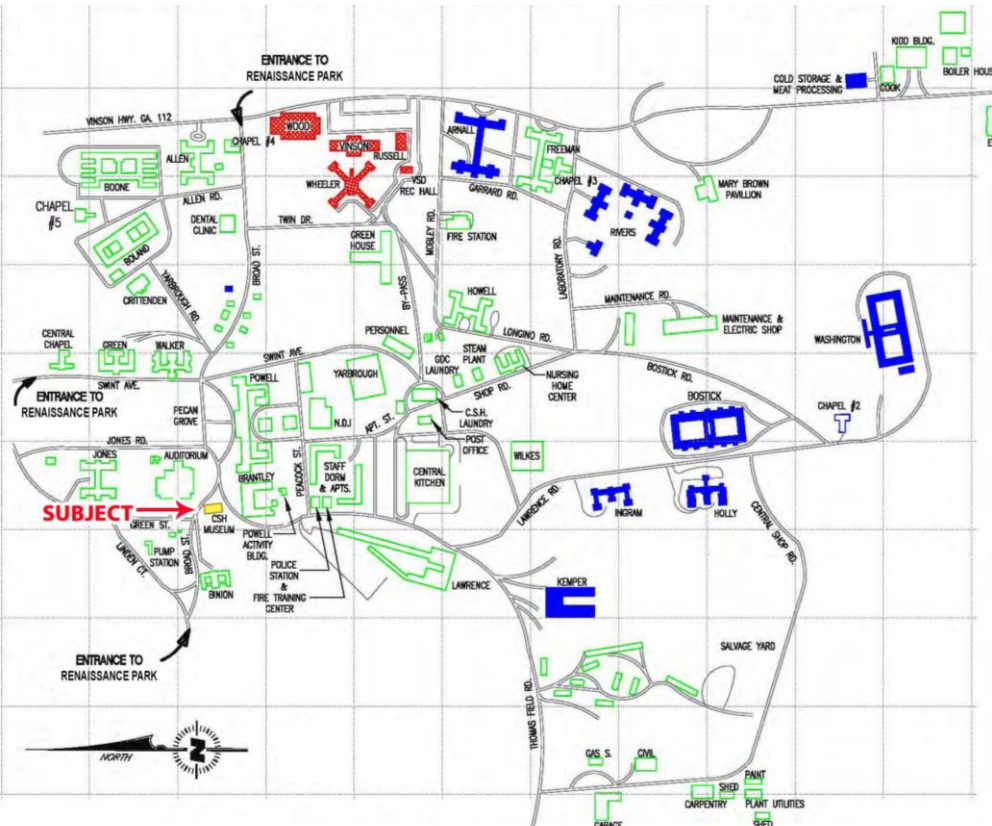 ENTRANCE TO
RENAISSANCE PARK
KIDD BLDG.
COLD STORAGE &
MEAT PROCESSING
COOK
BOILER HOUS
VINSON HWY. GA. 112
CHAPEL #4
WOOD
VINSON
RUSSELL
ARNALL
FREEMAN
ALLEN
BOONE
WHEELER
VSD
REC HALL
GARRARD RD.
CHAPEL #3
MARY BROWN
PAVILLION
ALLEN RD.
CHAPEL
#5
DENTAL
CLINIC
TWIN DR.
BROAD ST.
GREEN
HOUSE
MOBLEY RD.
FIRE STATION
RIVERS
LABORATORY RD.
BOLAND
YARBROUGH RD.
CRITTENDEN
BY-PASS
HOWELL
MAINTENANCE RD.
MAINTENANCE &
ELECTRIC SHOP
WASHINGTON
CENTRAL
CHAPEL
GREEN
WALKER
SWINT AVE.
PERSONNEL
LONGINO RD.
GDC
LAUNDRY
STEAM
PLANT
NURSING
HOME
CENTER
SHOP RD.
BOSTICK RD.
SWINT AVE.
ENTRANCE TO
RENAISSANCE PARK
POWELL
YARBROUGH
PECAN
GROVE
N.D.I
APT. ST.
C.S.H.
LAUNDRY
POST
OFFICE
BOSTICK
CHAPEL #2
JONES RD.
JONES
AUDITORIUM
BRANTLEY
PEACOCK ST.
STAFF
DORM
& APTS.
CENTRAL
KITCHEN
WILKES
LAWRENCE RD.
INGRAM
HOLLY
CENTRAL SHOP RD.
SUBJECT
CSH
MUSEUM
GREEN ST.
LINDEN CT.
PUMP
STATION
BROAD ST.
BINION
POWELL
ACTIVITY
BLDG.
POLICE
STATION
&
FIRE TRAINING
CENTER
LAWRENCE
KEMPER
ENTRANCE TO
RENAISSANCE PARK
SALVAGE YARD
THOMAS FIELD RD.
NORTH
N
GAS S.
CIVIL
GARAGE
CARPENTRY
SHED
PAINT
PLANT UTILITIES
SHED